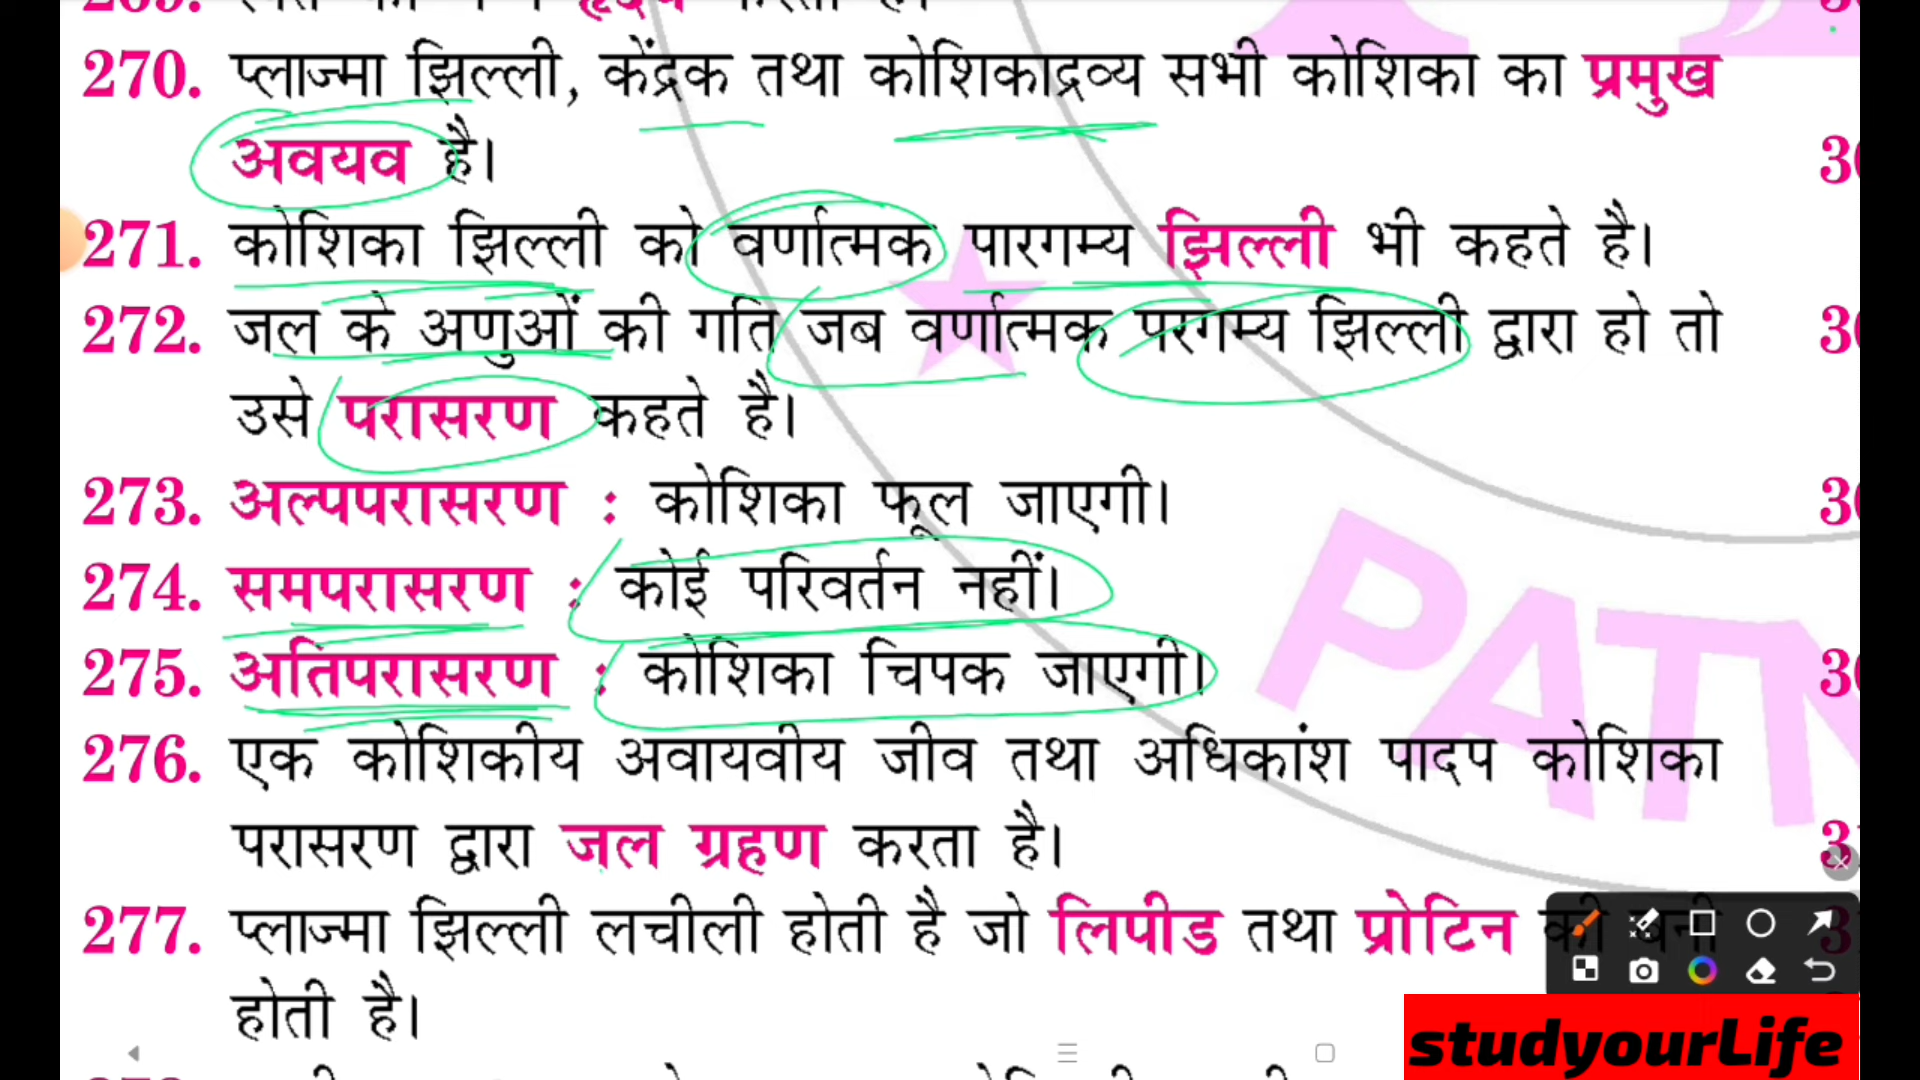 269. हृदय
270. प्लाज्मा झिल्ली, केंद्रक तथा कोशिकाद्रव्य सभी कोशिका का प्रमुख
अवयव है।
271. कोशिका झिल्ली को वर्णात्मक पारगम्य झिल्ली भी कहते है।
272. जल के अणुओं की गति जब वर्णात्मक परगम्य झिल्ली द्वारा हो तो
उसे परासरण कहते है।
273. अल्पपरासरण : कोशिका फूल जाएगी।
274. समपरासरण : कोई परिवर्तन नहीं।
275. अतिपरासरण : कोशिका चिपक जाएगी।
276. एक कोशिकीय अवायवीय जीव तथा अधिकांश पादप कोशिका
परासरण द्वारा जल ग्रहण करता है।
277. प्लाज्मा झिल्ली लचीली होती है जो लिपीड तथा प्रोटिन की बनी
होती है।
studyourLife